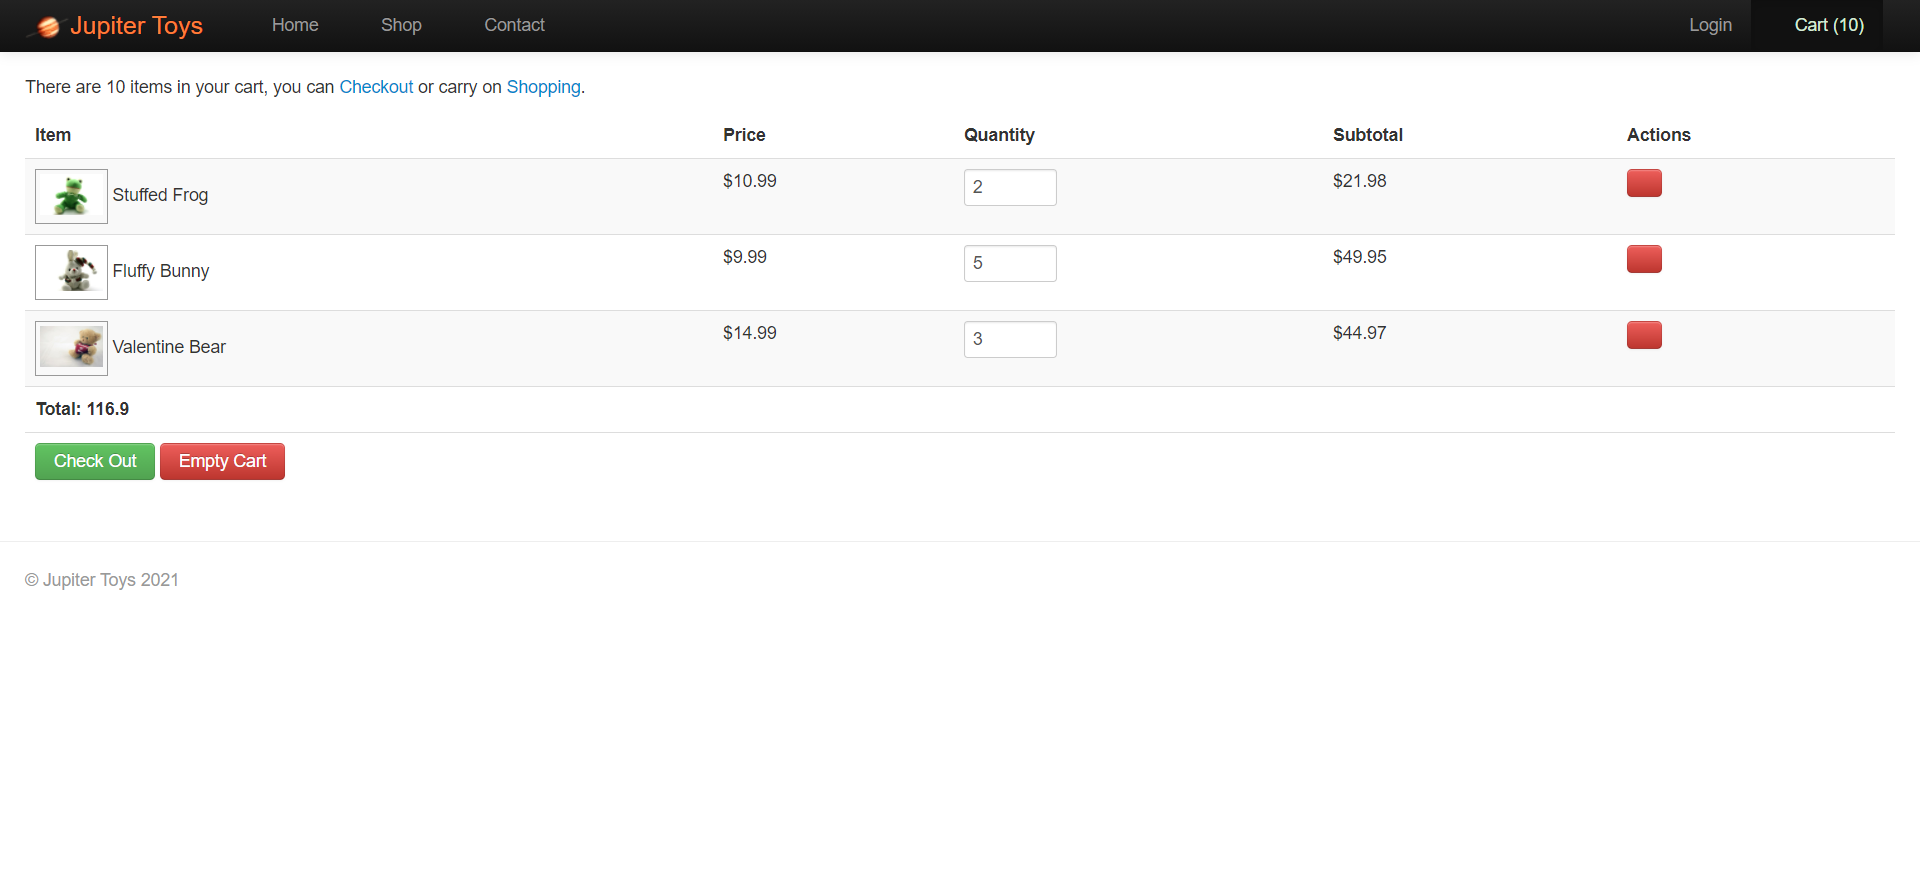 Jupiter Toys Home Shop Contact Login Cart (10)
There are 10 items in your cart, you can Checkout or carry on Shopping.
Item Price Quantity Subtotal Actions
Stuffed Frog $10.99 2 $21.98
Fluffy Bunny $9.99 5 $49.95
Valentine Bear $14.99 3 $44.97
Total: 116.9
Check Out Empty Cart
© Jupiter Toys 2021